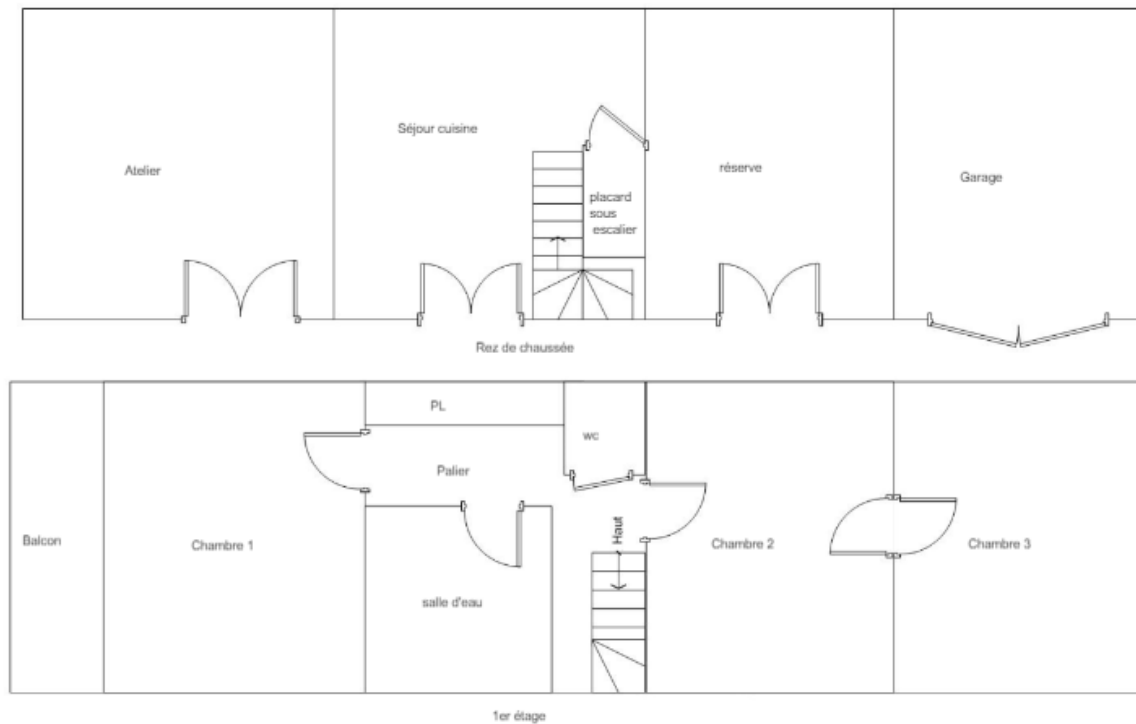 Atelier
Séjour cuisine
placard
sous
escalier
réserve
Garage
Rez de chaussée
Balcon
Chambre 1
PL
Palier
wc
salle d'eau
Haut
Chambre 2
Chambre 3
1er étage